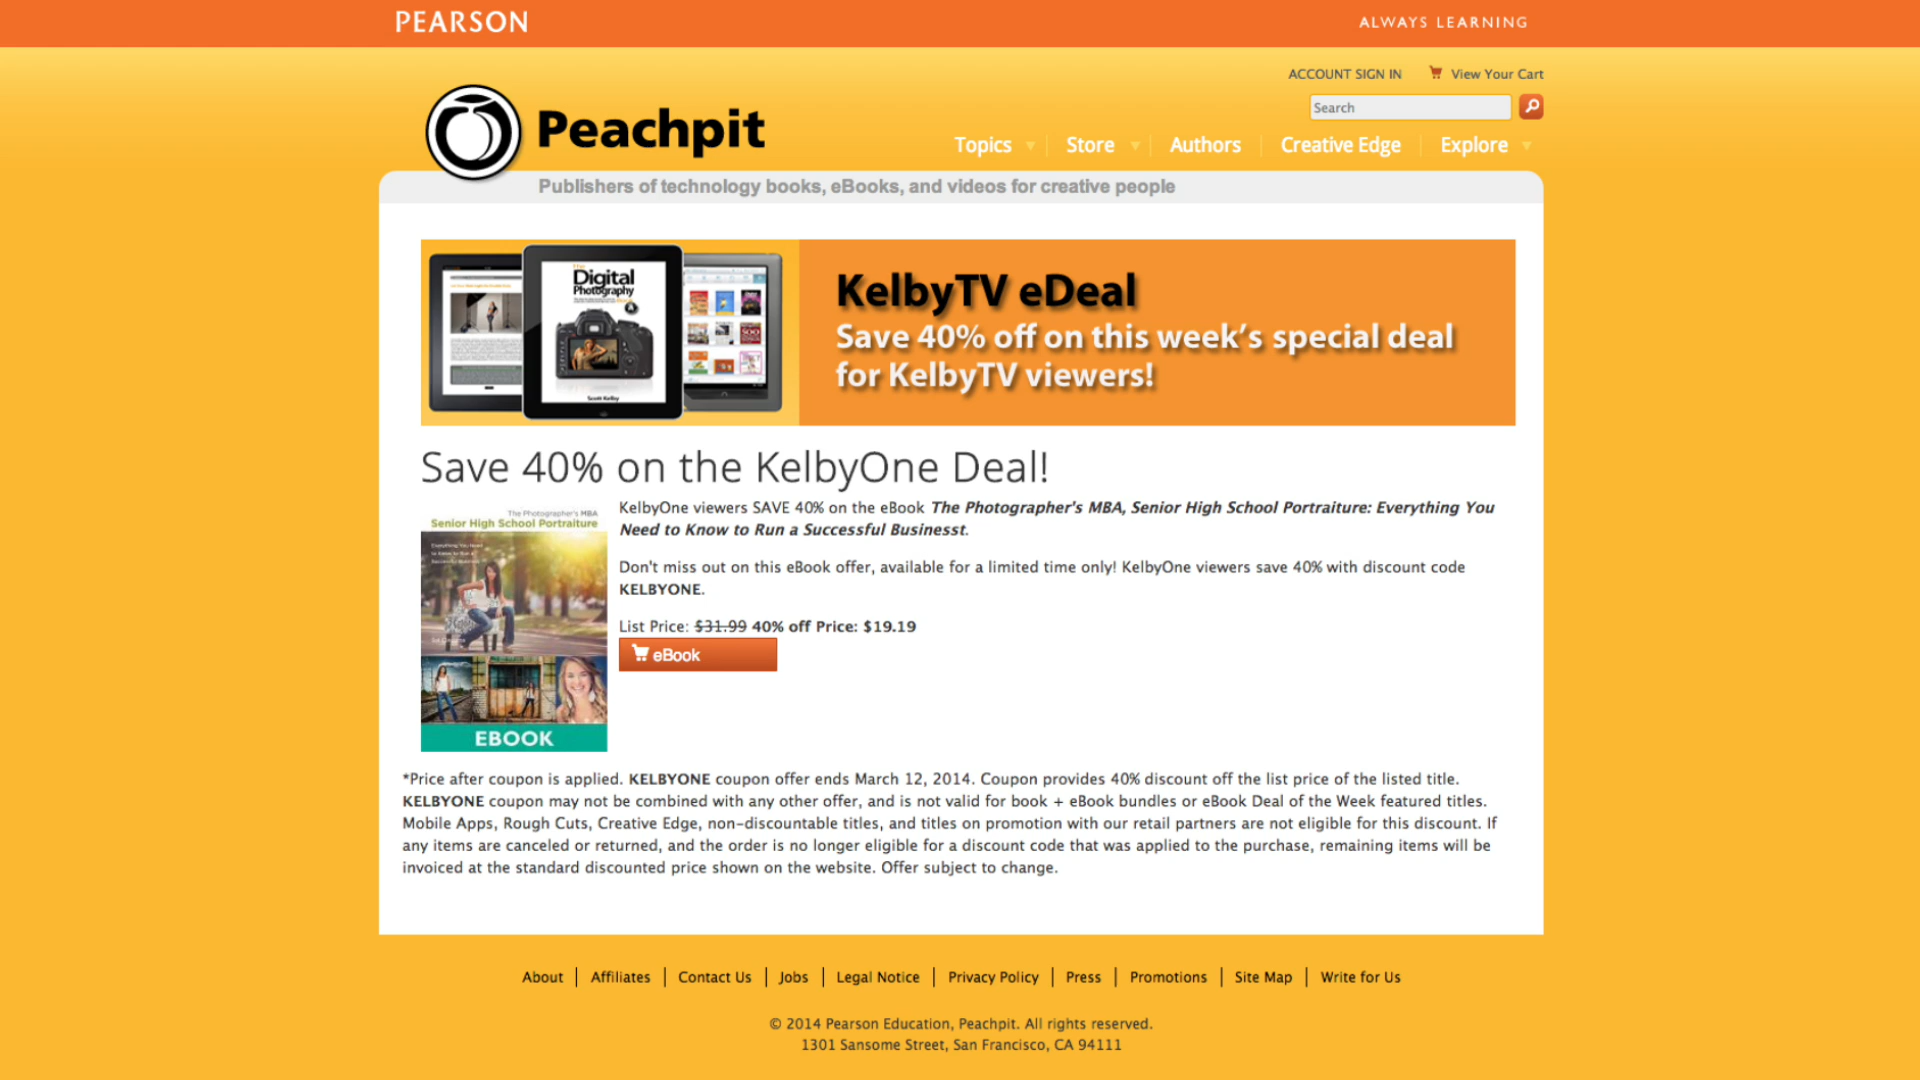 PEARSON
ALWAYS LEARNING
ACCOUNT SIGN IN
View Your Cart
Search
Peachpit
Topics
Store
Authors
Creative Edge
Explore
Publishers of technology books, eBooks, and videos for creative people
The
Digital
Photography
Scott Kelby
KelbyTV eDeal
Save 40% off on this week's special deal
for KelbyTV viewers!
Save 40% on the KelbyOne Deal!
The Photographer's MBA
Senior High School Portraiture
Everything You Need
to Know to Run a
Successful Business
EBOOK
KelbyOne viewers SAVE 40% on the eBook The Photographer's MBA, Senior High School Portraiture: Everything You
Need to Know to Run a Successful Businesst.
Don't miss out on this eBook offer, available for a limited time only! KelbyOne viewers save 40% with discount code
KELBYONE.
List Price: $31.99 40% off Price: $19.19
eBook
*Price after coupon is applied. KELBYONE coupon offer ends March 12, 2014. Coupon provides 40% discount off the list price of the listed title.
KELBYONE coupon may not be combined with any other offer, and is not valid for book + eBook bundles or eBook Deal of the Week featured titles.
Mobile Apps, Rough Cuts, Creative Edge, non-discountable titles, and titles on promotion with our retail partners are not eligible for this discount. If
any items are canceled or returned, and the order is no longer eligible for a discount code that was applied to the purchase, remaining items will be
invoiced at the standard discounted price shown on the website. Offer subject to change.
About | Affiliates | Contact Us | Jobs | Legal Notice | Privacy Policy | Press | Promotions | Site Map | Write for Us
© 2014 Pearson Education, Peachpit. All rights reserved.
1301 Sansome Street, San Francisco, CA 94111